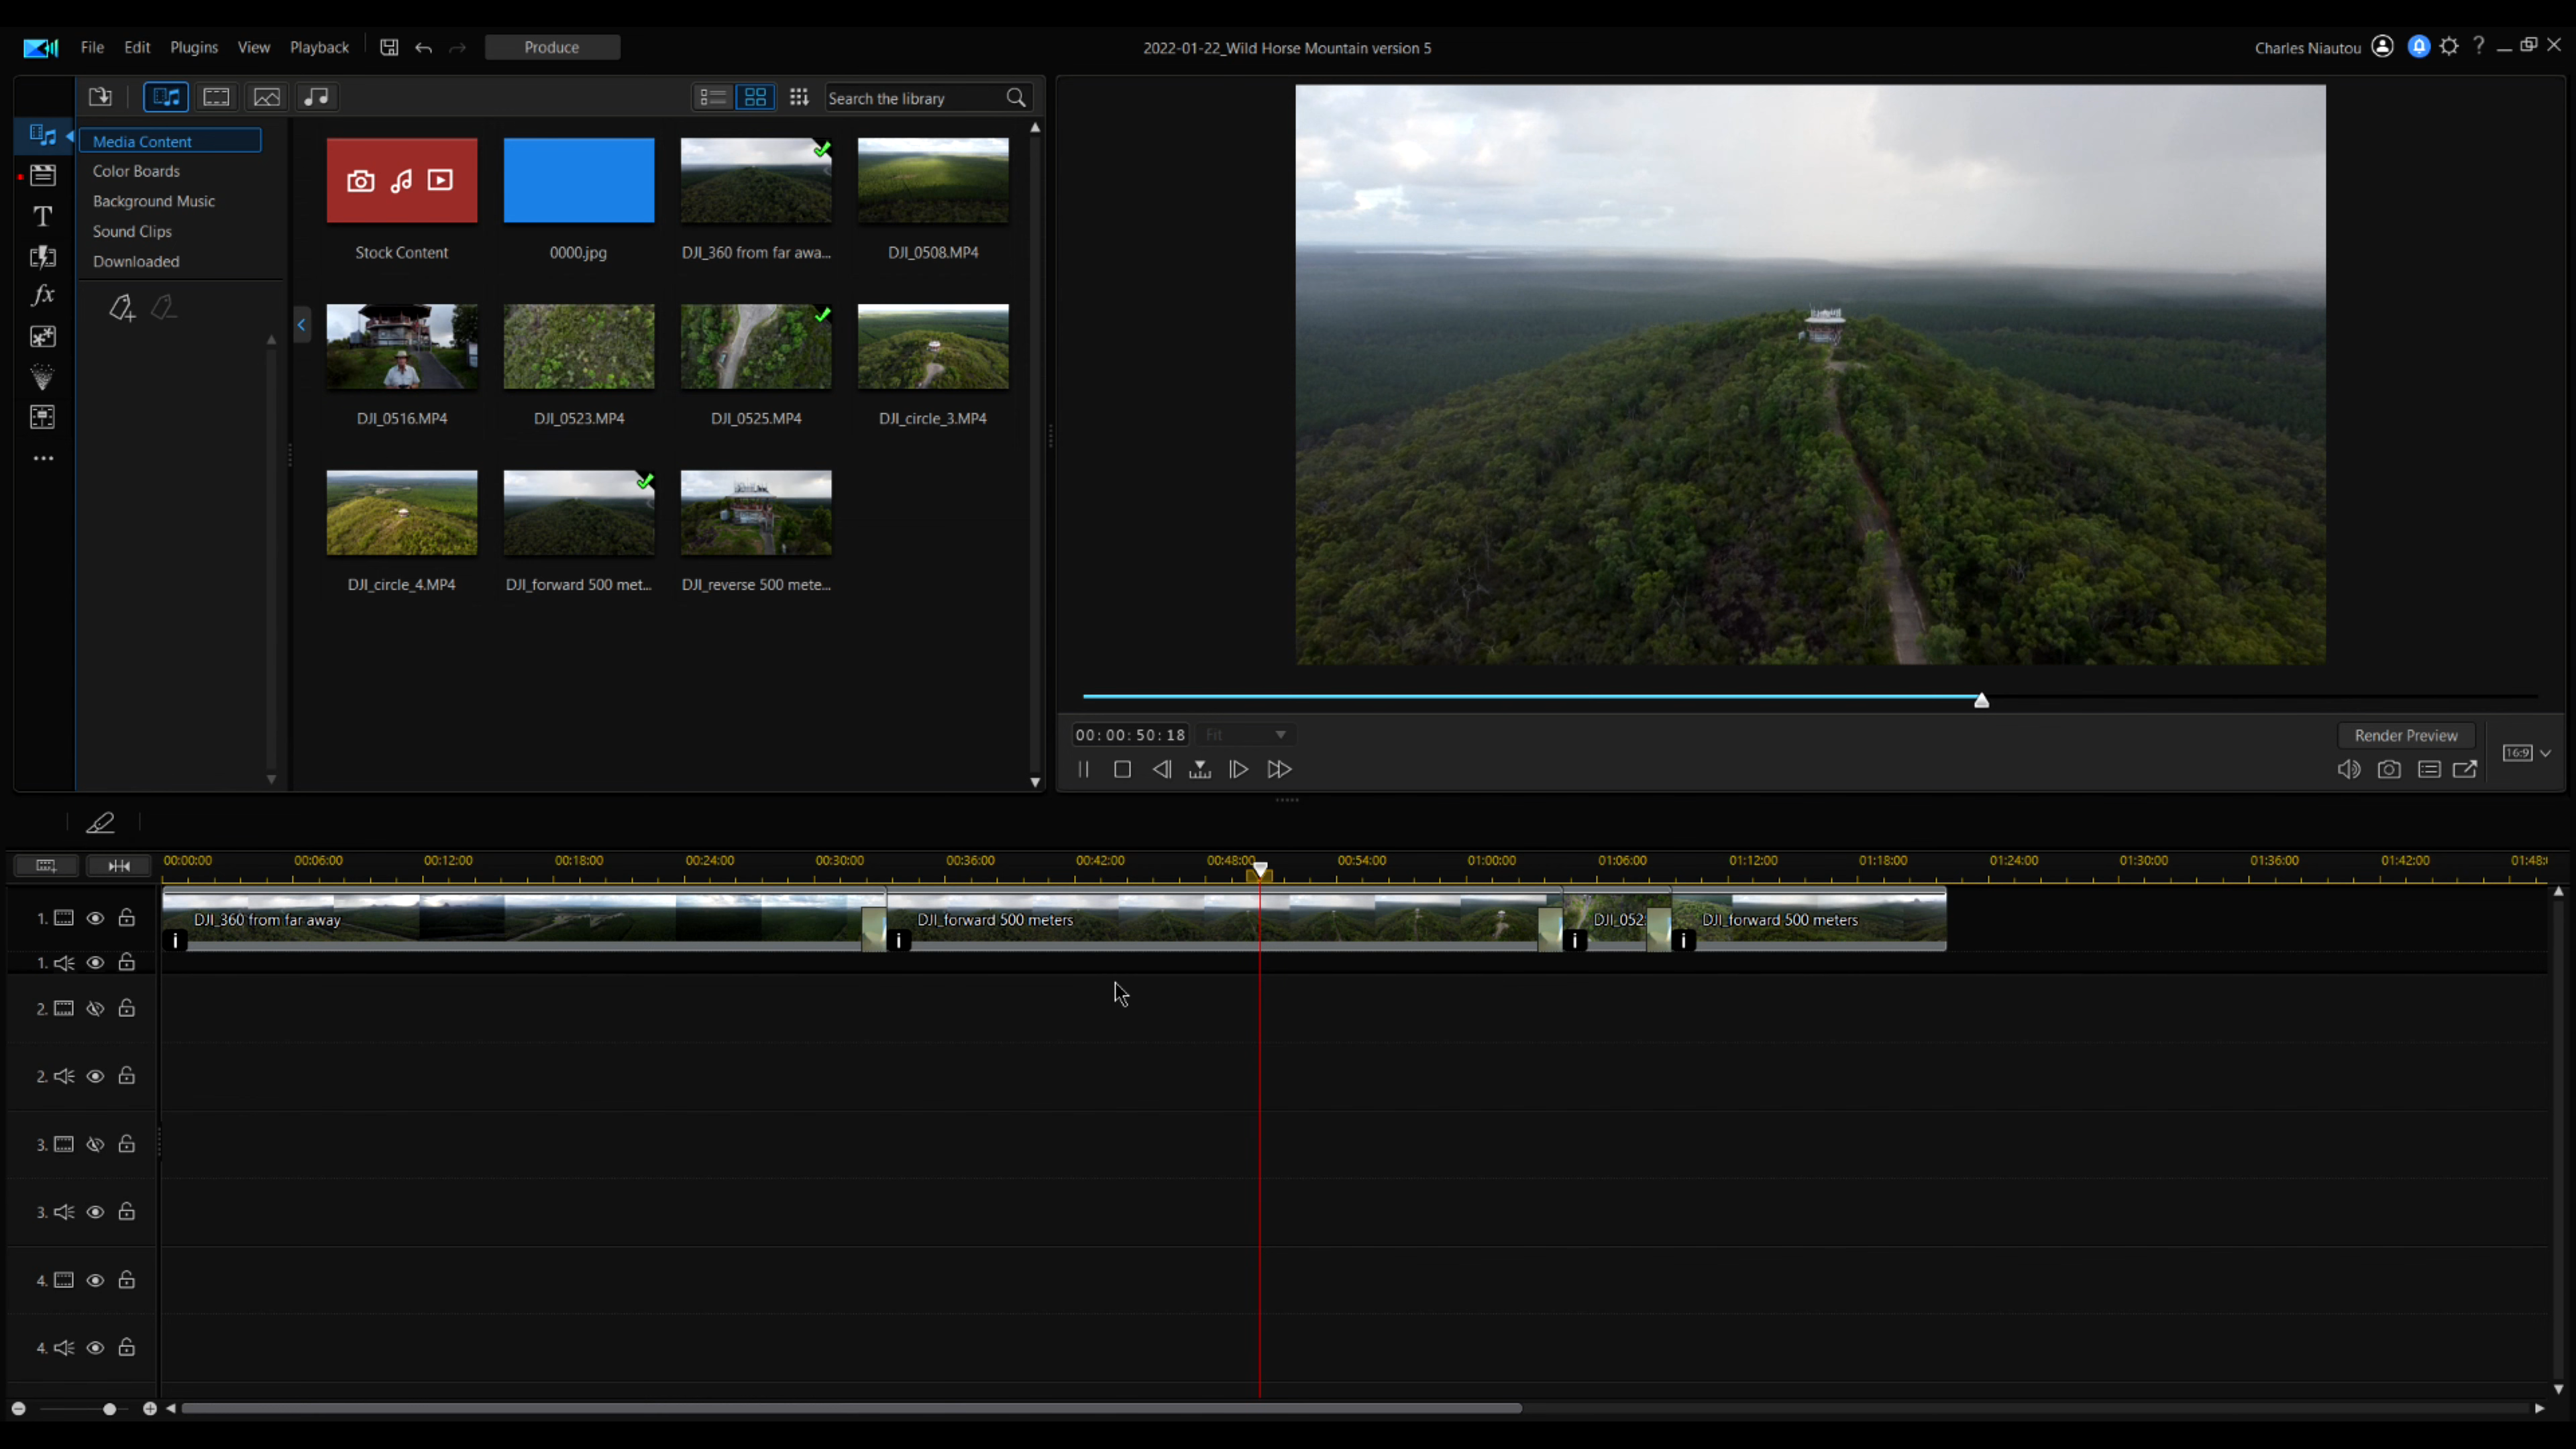 File Edit Plugins View Playback Produce 2022-01-22_Wild Horse Mountain version 5 Charles Niautou ?
Search the library
Media Content
Color Boards
Background Music
Sound Clips
Downloaded
Stock Content 0000.jpg DJI_360 from far awa... DJI_0508.MP4
DJI_0516.MP4 DJI_0523.MP4 DJI_0525.MP4 DJI_circle_3.MP4
DJI_circle_4.MP4 DJI_forward 500 met... DJI_reverse 500 mete...
T
fx
00:00:50:18 Fit Render Preview
16:9
00:00:00 00:06:00 00:12:00 00:18:00 00:24:00 00:30:00 00:36:00 00:42:00 00:48:00 00:54:00 01:00:00 01:06:00 01:12:00 01:18:00 01:24:00 01:30:00 01:36:00 01:42:00 01:48:
1. DJI_360 from far away DJI_forward 500 meters DJI_052 DJI_forward 500 meters
i i i i
1.
2.
2.
3.
3.
4.
4.